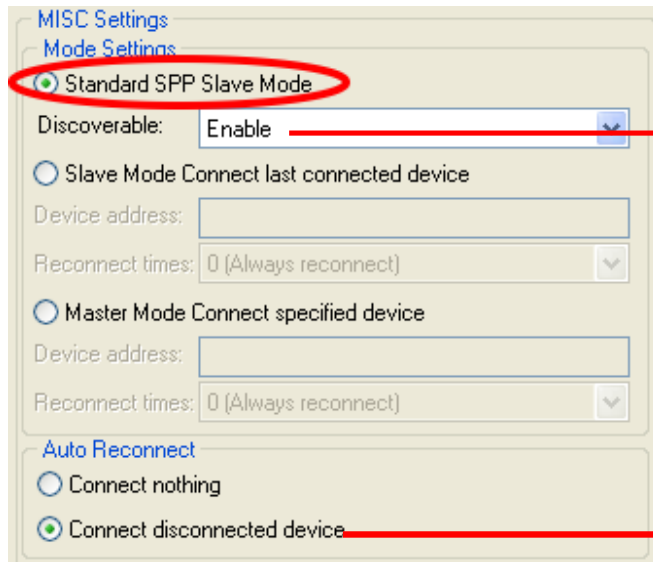 MISC Settings
Mode Settings
Standard SPP Slave Mode
Discoverable: Enable
Slave Mode Connect last connected device
Device address:
Reconnect times: 0 (Always reconnect)
Master Mode Connect specified device
Device address:
Reconnect times: 0 (Always reconnect)
Auto Reconnect
Connect nothing
Connect disconnected device